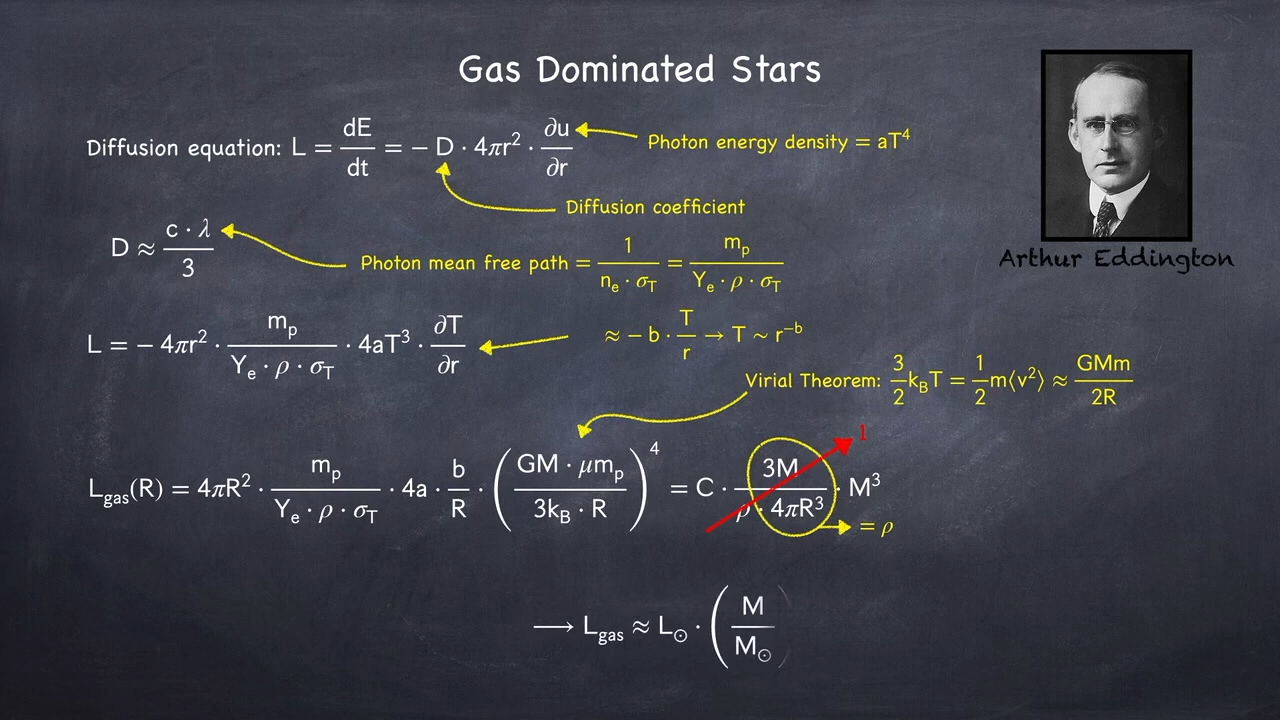 Gas Dominated Stars
Diffusion equation: L = dE/dt = − D · 4πr² · ∂u/∂r
Photon energy density = aT⁴
Diffusion coefficient
D ≈ c · λ / 3
Photon mean free path = 1/(nₑ · σ_T) = m_p/(Yₑ · ρ · σ_T)
Arthur Eddington
L = − 4πr² · m_p/(Yₑ · ρ · σ_T) · 4aT³ · ∂T/∂r
≈ − b · T/r → T ∼ r⁻ᵇ
Virial Theorem: 3/2 k_B T = 1/2 m⟨v²⟩ ≈ GMm/2R
1
L_gas(R) = 4πR² · m_p/(Yₑ · ρ · σ_T) · 4a · b/R · (GM · μm_p / 3k_B · R)⁴ = C · 3M/(ρ · 4πR³) · M³
= ρ
⟶ L_gas ≈ L_⊙ · (M/M_⊙)